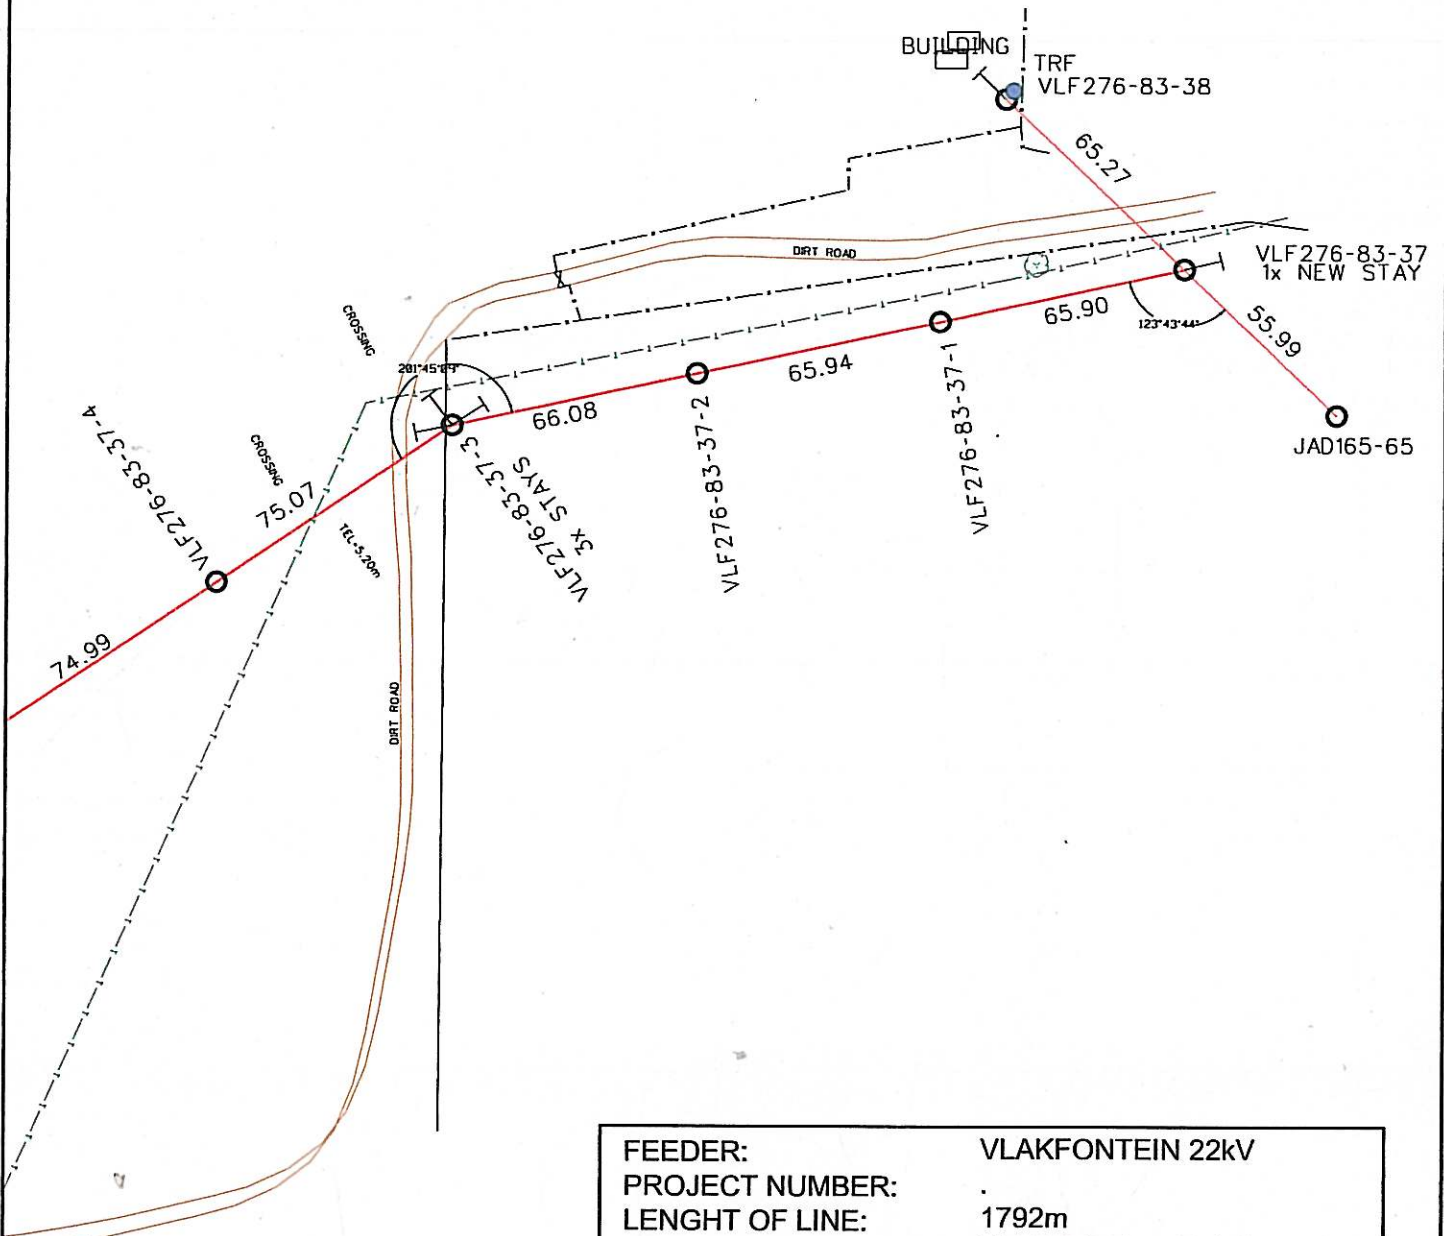 BUILDING
TRF
VLF276-83-38
65.27
DIRT ROAD
VLF276-83-37
1x NEW STAY
CROSSING
65.90
123°43'44"
55.99
201°45'09"
65.94
66.08
JAD165-65
VLF276-83-37-4
CROSSING
75.07
TEL=5.20m
VLF276-83-37-3
3x STAYS
VLF276-83-37-2
VLF276-83-37-1
74.99
DIRT ROAD
FEEDER: VLAKFONTEIN 22kV
PROJECT NUMBER: .
LENGHT OF LINE: 1792m